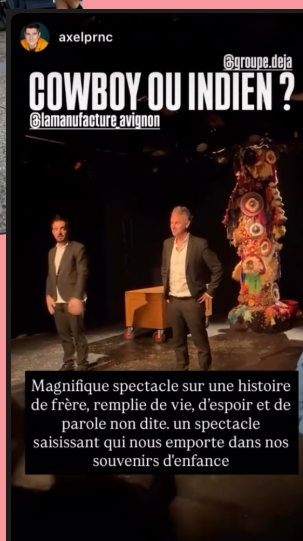 axelprnc
@groupe.deja
COWBOY OU INDIEN ?
@lamanufacture_avignon
Magnifique spectacle sur une histoire
de frère, remplie de vie, d'espoir et de
parole non dite. un spectacle
saisissant qui nous emporte dans nos
souvenirs d'enfance